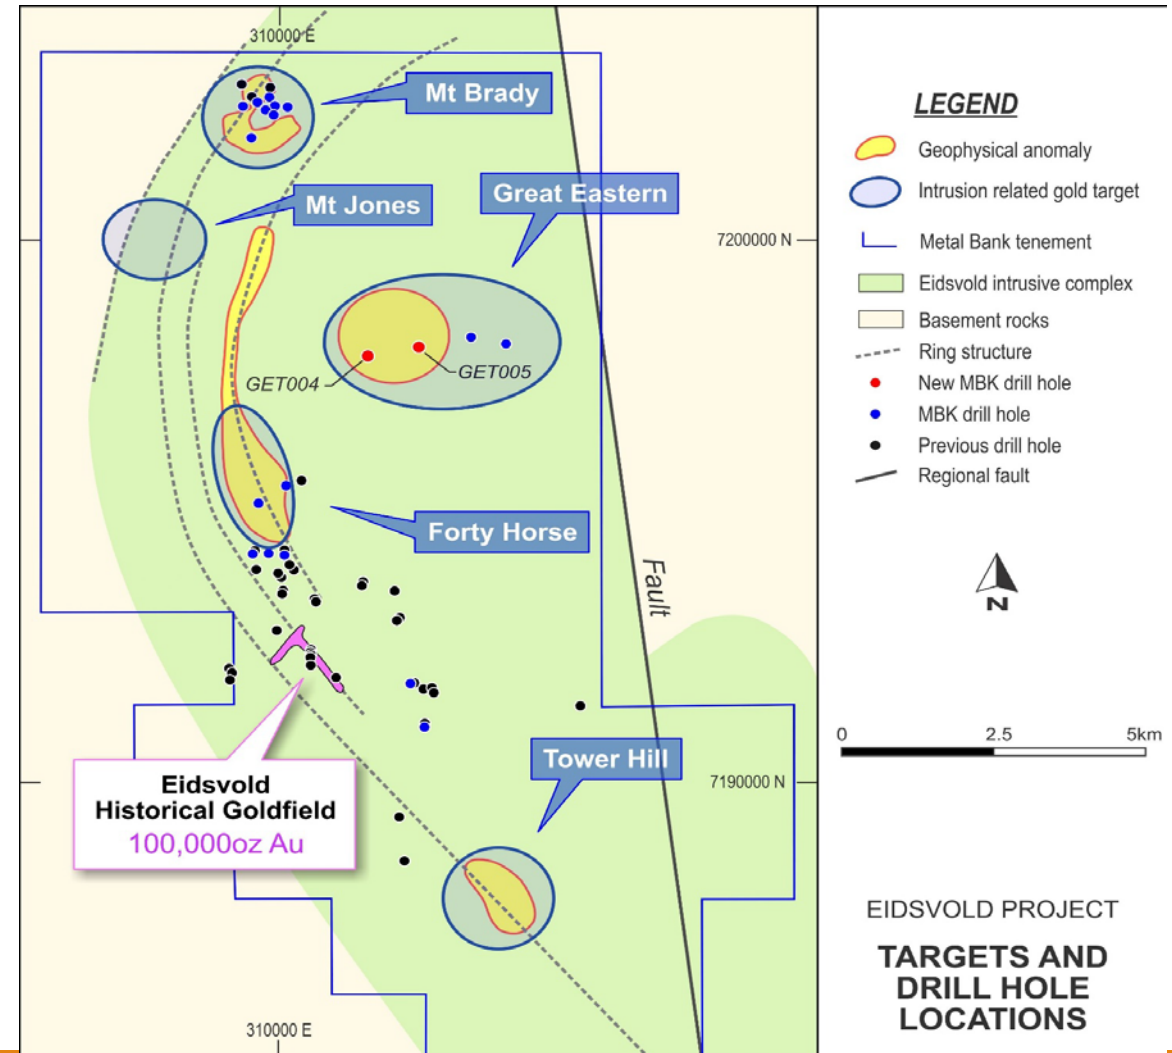 310000 E
Mt Brady
Mt Jones
Great Eastern
7200000 N
GET004
GET005
Forty Horse
Fault
Eidsvold
Historical Goldfield
100,000oz Au
Tower Hill
7190000 N
310000 E
LEGEND
Geophysical anomaly
Intrusion related gold target
Metal Bank tenement
Eidsvold intrusive complex
Basement rocks
Ring structure
New MBK drill hole
MBK drill hole
Previous drill hole
Regional fault
N
0 2.5 5km
EIDSVOLD PROJECT
TARGETS AND
DRILL HOLE
LOCATIONS